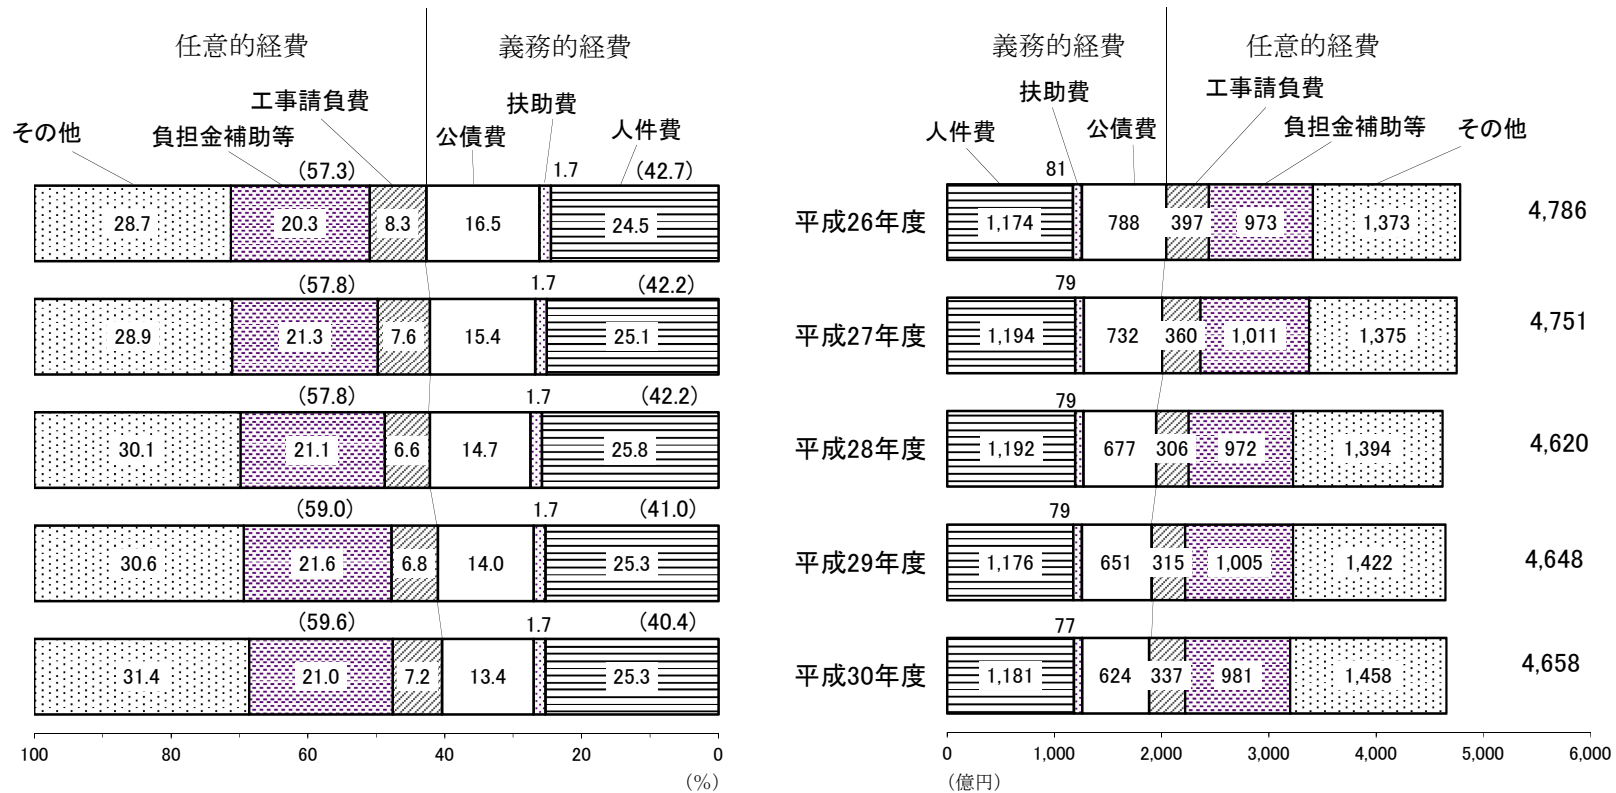 任意的経費 義務的経費 義務的経費 任意的経費
工事請負費 扶助費 扶助費 工事請負費
その他 負担金補助等 公債費 人件費 人件費 公債費 負担金補助等 その他
(57.3) 1.7 (42.7) 81
28.7 20.3 8.3 16.5 24.5 平成26年度 1,174 788 397 973 1,373 4,786
(57.8) 1.7 (42.2) 79
28.9 21.3 7.6 15.4 25.1 平成27年度 1,194 732 360 1,011 1,375 4,751
(57.8) 1.7 (42.2) 79
30.1 21.1 6.6 14.7 25.8 平成28年度 1,192 677 306 972 1,394 4,620
(59.0) 1.7 (41.0) 79
30.6 21.6 6.8 14.0 25.3 平成29年度 1,176 651 315 1,005 1,422 4,648
(59.6) 1.7 (40.4) 77
31.4 21.0 7.2 13.4 25.3 平成30年度 1,181 624 337 981 1,458 4,658
100 80 60 40 20 0 0 1,000 2,000 3,000 4,000 5,000 6,000
(%) (億円)